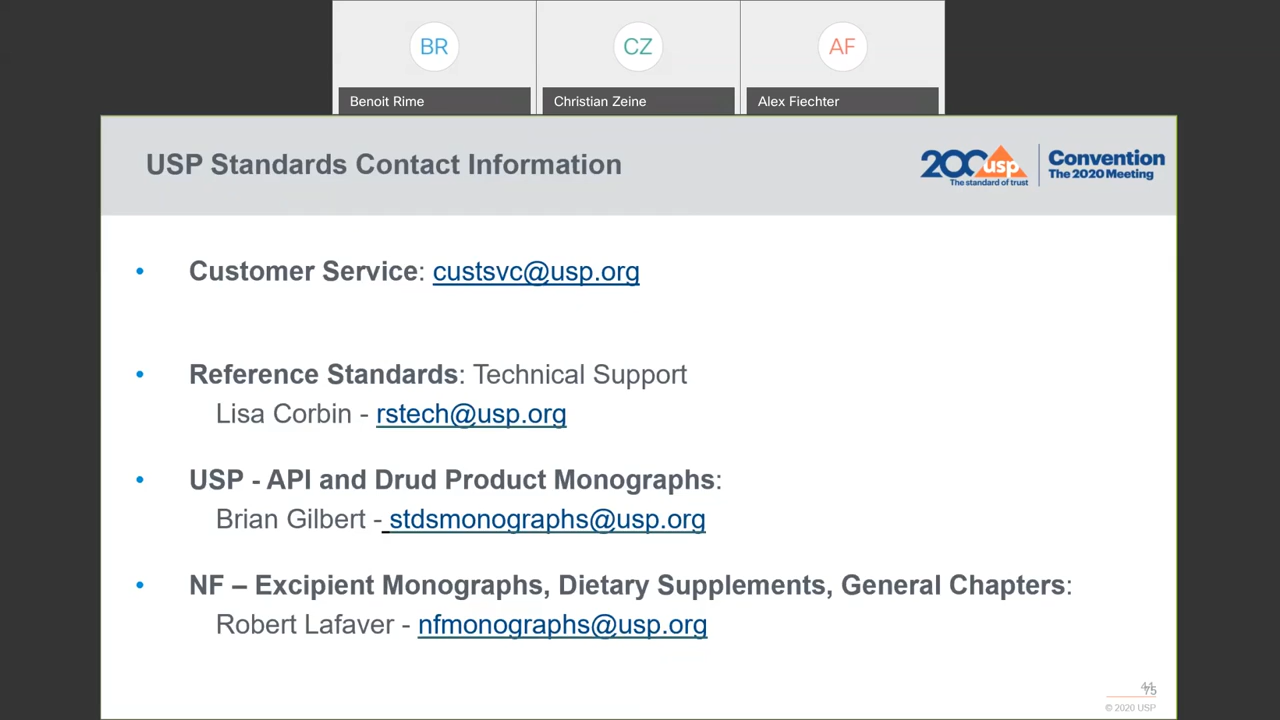 BR
CZ
AF
Benoit Rime
Christian Zeine
Alex Fiechter
USP Standards Contact Information
200 usp
The standard of trust
Convention
The 2020 Meeting
• Customer Service: custsvc@usp.org
• Reference Standards: Technical Support
Lisa Corbin - rstech@usp.org
• USP - API and Drud Product Monographs:
Brian Gilbert - stdsmonographs@usp.org
• NF – Excipient Monographs, Dietary Supplements, General Chapters:
Robert Lafaver - nfmonographs@usp.org
75
© 2020 USP